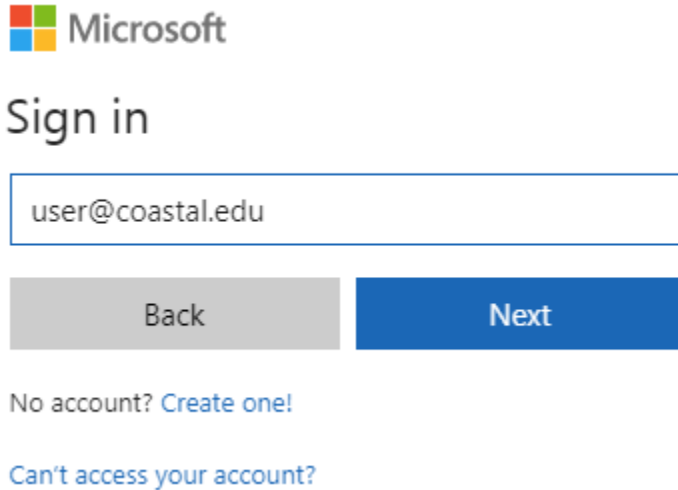 Microsoft
Sign in
user@coastal.edu
Back Next
No account? Create one!
Can't access your account?